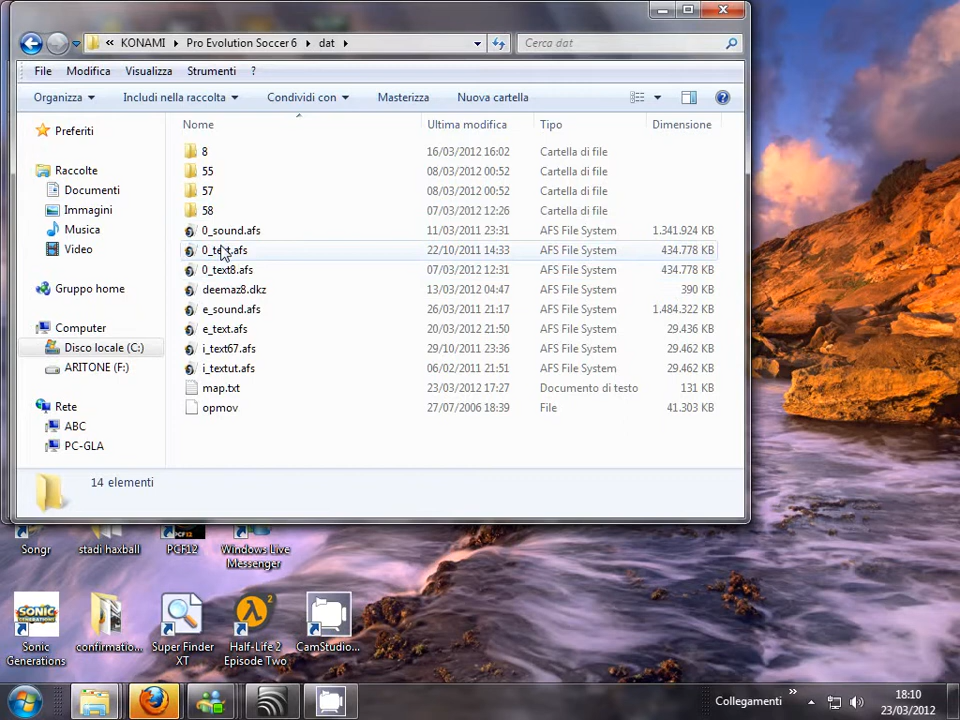 KONAMI Pro Evolution Soccer 6 dat
Cerca dat
File Modifica Visualizza Strumenti ?
Organizza Includi nella raccolta Condividi con Masterizza Nuova cartella
Nome Ultima modifica Tipo Dimensione
Preferiti
Raccolte
Documenti
Immagini
Musica
Video
Gruppo home
Computer
Disco locale (C:)
ARITONE (F:)
Rete
ABC
PC-GLA
8 16/03/2012 16:02 Cartella di file
55 08/03/2012 00:52 Cartella di file
57 08/03/2012 00:52 Cartella di file
58 07/03/2012 12:26 Cartella di file
0_sound.afs 11/03/2011 23:31 AFS File System 1.341.924 KB
0_text.afs 22/10/2011 14:33 AFS File System 434.778 KB
0_text8.afs 07/03/2012 12:31 AFS File System 434.778 KB
deemaz8.dkz 13/03/2012 04:47 AFS File System 390 KB
e_sound.afs 26/03/2011 21:17 AFS File System 1.484.322 KB
e_text.afs 20/03/2012 21:50 AFS File System 29.436 KB
i_text67.afs 29/10/2011 23:36 AFS File System 29.462 KB
i_textut.afs 06/02/2011 21:51 AFS File System 29.462 KB
map.txt 23/03/2012 17:27 Documento di testo 131 KB
opmov 27/07/2006 18:39 File 41.303 KB
14 elementi
Songr
stadi haxball
PCF12
Windows Live Messenger
Sonic Generations
confirmatio...
Super Finder XT
Half-Life 2 Episode Two
CamStudio...
Collegamenti
18:10
23/03/2012